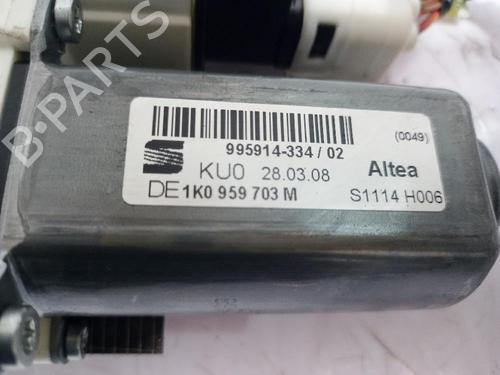 B-PARTS
995914-334 / 02
(0049)
KU0 28.03.08 Altea
DE 1K0 959 703 M S1114 H006